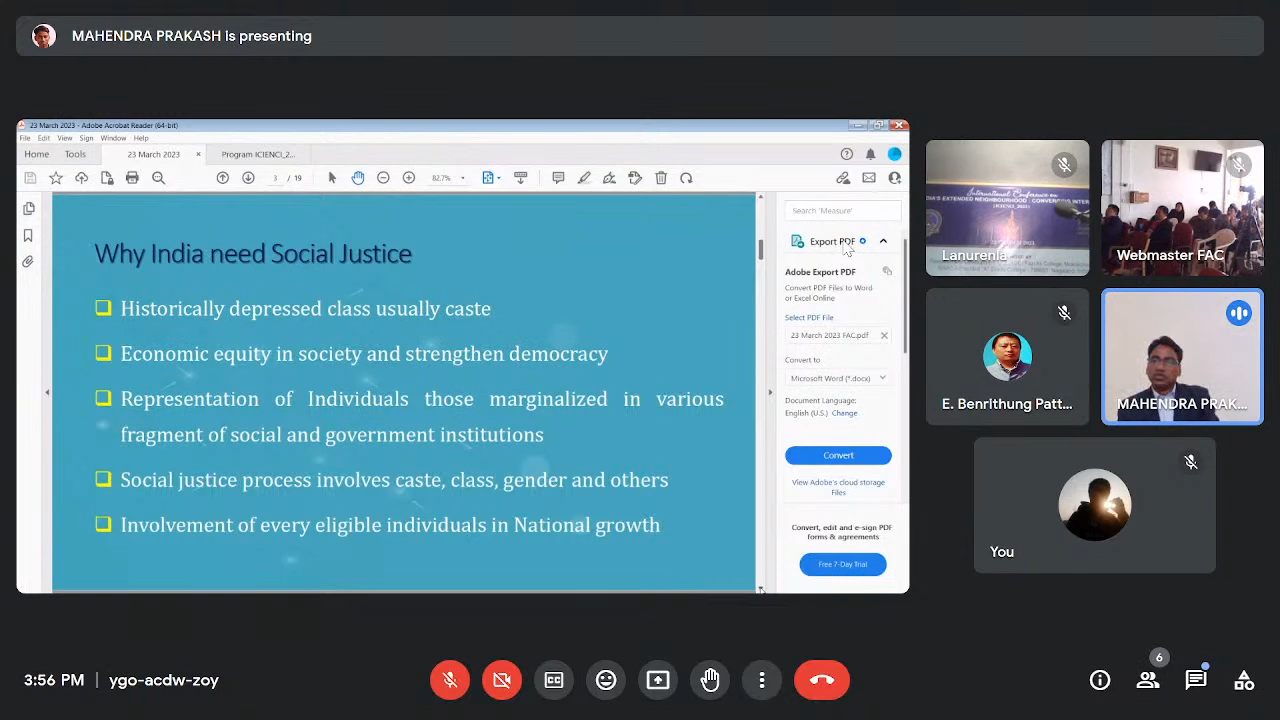 MAHENDRA PRAKASH is presenting
23 March 2023 - Adobe Acrobat Reader (64-bit)
File Edit View Sign Window Help
Home Tools 23 March 2023 × Program ICIENCI_2...
3 / 19 82.7%
Why India need Social Justice
Historically depressed class usually caste
Economic equity in society and strengthen democracy
Representation of Individuals those marginalized in various
fragment of social and government institutions
Social justice process involves caste, class, gender and others
Involvement of every eligible individuals in National growth
Search 'Measure'
Export PDF
Adobe Export PDF
Convert PDF Files to Word
or Excel Online
Select PDF File
23 March 2023 FAC.pdf
Convert to
Microsoft Word (*.docx)
Document Language:
English (U.S.) Change
Convert
View Adobe's cloud storage
Files
Convert, edit and e-sign PDF
forms & agreements
Free 7-Day Trial
International Conference on
EXTENDED NEIGHBOURHOOD : CONVERGING
Lanurenla
Webmaster FAC
E. Benrithung Patt...
MAHENDRA PRAK...
You
3:56 PM | ygo-acdw-zoy
6